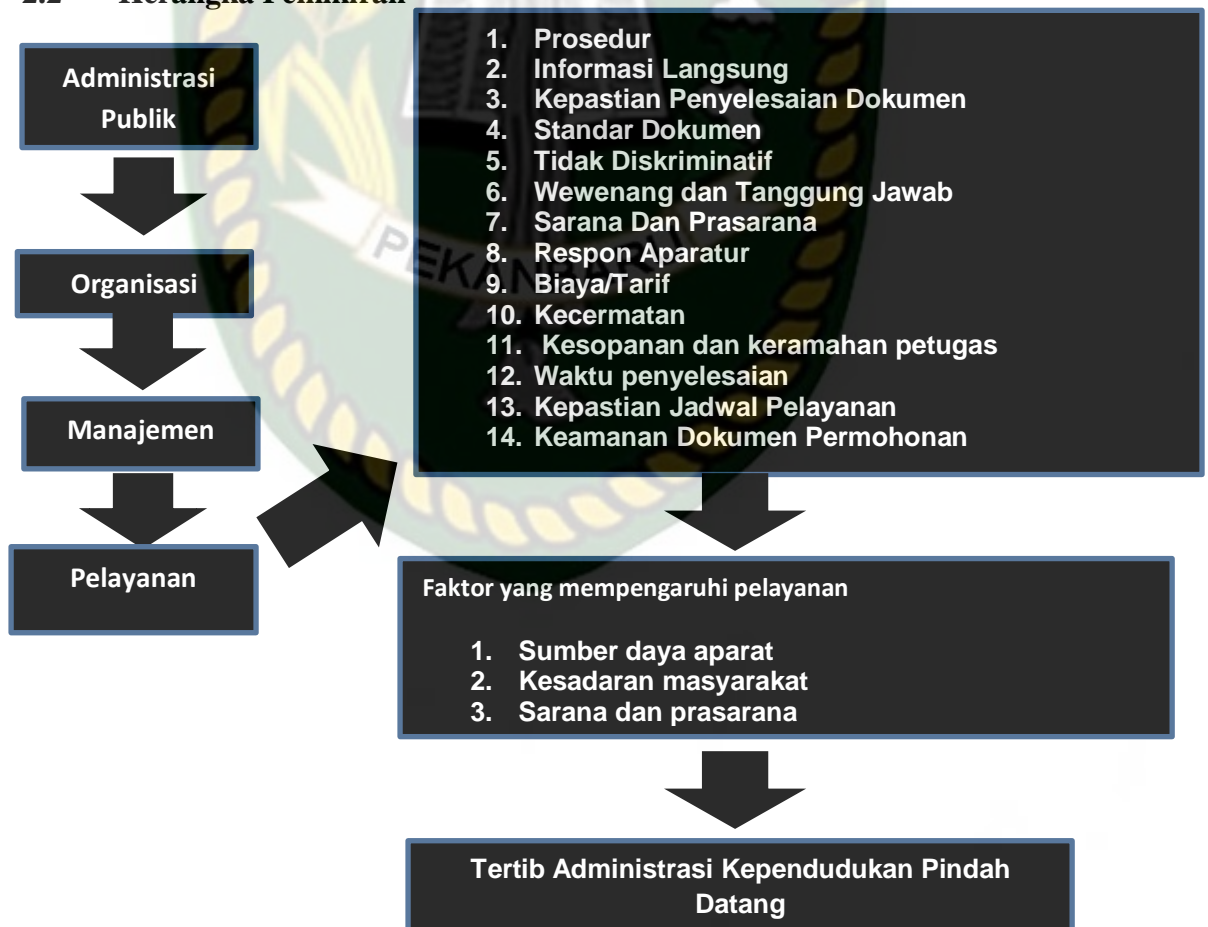 2.2 Kerangka Pemikiran
Administrasi
Publik
Organisasi
Manajemen
Pelayanan
1. Prosedur
2. Informasi Langsung
3. Kepastian Penyelesaian Dokumen
4. Standar Dokumen
5. Tidak Diskriminatif
6. Wewenang dan Tanggung Jawab
7. Sarana Dan Prasarana
8. Respon Aparatur
9. Biaya/Tarif
10. Kecermatan
11. Kesopanan dan keramahan petugas
12. Waktu penyelesaian
13. Kepastian Jadwal Pelayanan
14. Keamanan Dokumen Permohonan
PEKANBARU
Faktor yang mempengaruhi pelayanan
1. Sumber daya aparat
2. Kesadaran masyarakat
3. Sarana dan prasarana
Tertib Administrasi Kependudukan Pindah
Datang